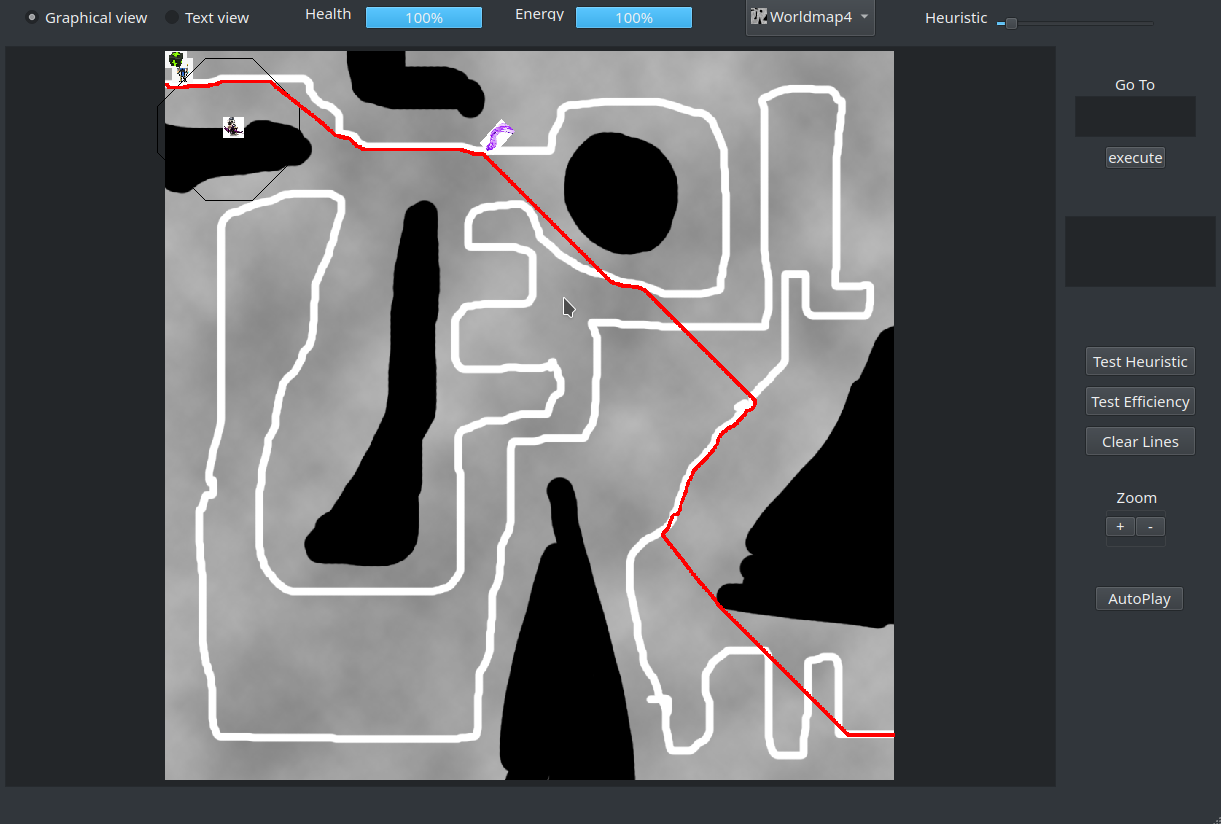 Graphical view Text view Health 100% Energy 100% Worldmap4 Heuristic
Go To
execute
Test Heuristic
Test Efficiency
Clear Lines
Zoom
+ -
AutoPlay